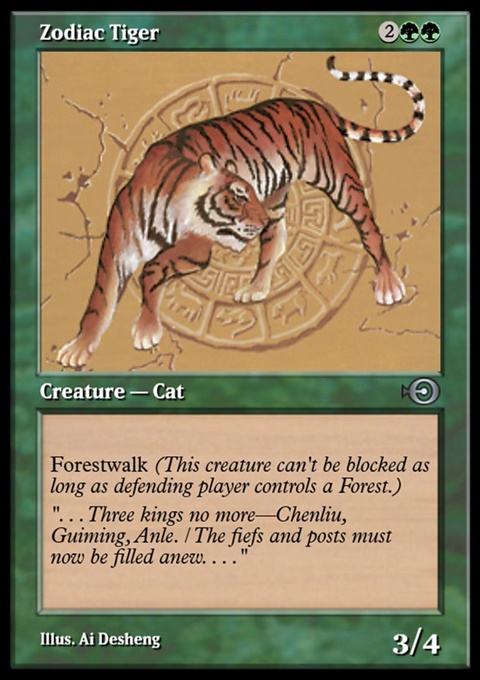 Zodiac Tiger 2
Creature — Cat
Forestwalk (This creature can't be blocked as
long as defending player controls a Forest.)
". . . Three kings no more—Chenliu,
Guiming, Anle. / The fiefs and posts must
now be filled anew. . . ."
Illus. Ai Desheng
3/4